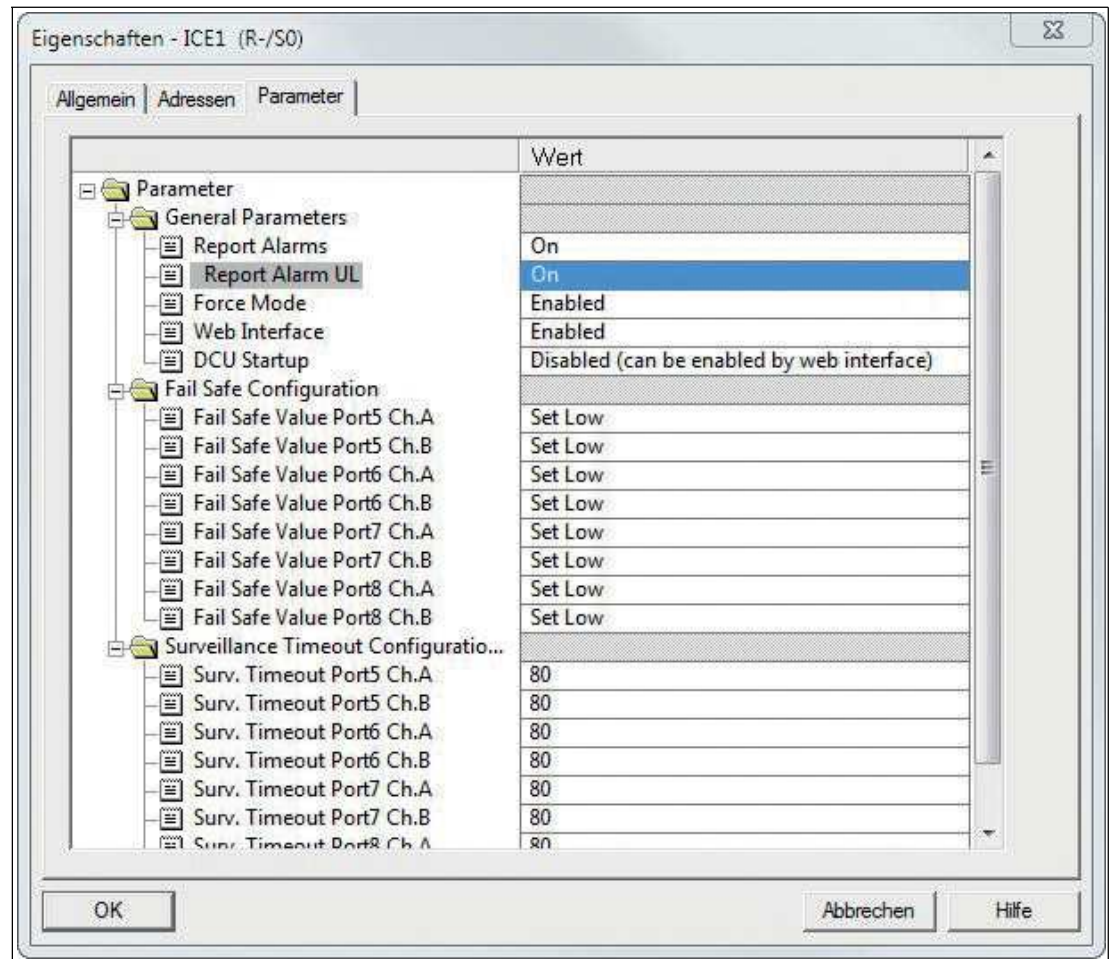 Eigenschaften - ICE1 (R-/S0)
Allgemein Adressen Parameter
Wert
Parameter
General Parameters
Report Alarms On
Report Alarm UL On
Force Mode Enabled
Web Interface Enabled
DCU Startup Disabled (can be enabled by web interface)
Fail Safe Configuration
Fail Safe Value Port5 Ch.A Set Low
Fail Safe Value Port5 Ch.B Set Low
Fail Safe Value Port6 Ch.A Set Low
Fail Safe Value Port6 Ch.B Set Low
Fail Safe Value Port7 Ch.A Set Low
Fail Safe Value Port7 Ch.B Set Low
Fail Safe Value Port8 Ch.A Set Low
Fail Safe Value Port8 Ch.B Set Low
Surveillance Timeout Configuratio...
Surv. Timeout Port5 Ch.A 80
Surv. Timeout Port5 Ch.B 80
Surv. Timeout Port6 Ch.A 80
Surv. Timeout Port6 Ch.B 80
Surv. Timeout Port7 Ch.A 80
Surv. Timeout Port7 Ch.B 80
Surv. Timeout Port8 Ch.A 80
OK Abbrechen Hilfe